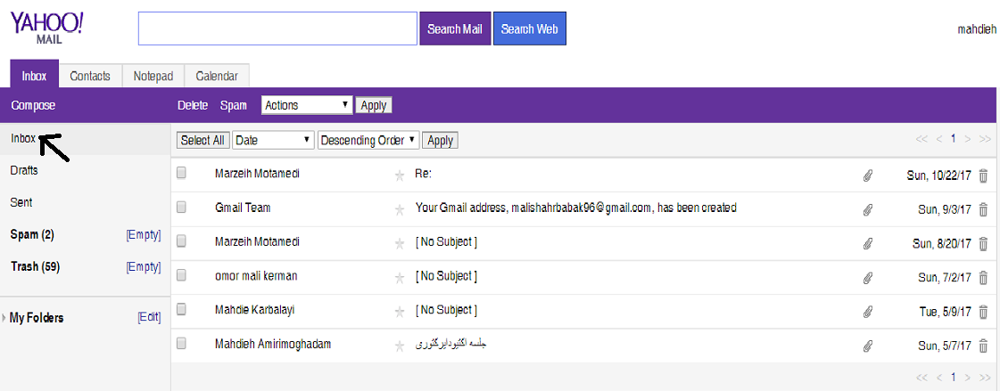 YAHOO!
MAIL
Search Mail Search Web
mahdieh
Inbox Contacts Notepad Calendar
Compose Delete Spam Actions Apply
Inbox Select All Date Descending Order Apply << < 1 > >>
Drafts Marzeih Motamedi Re: Sun, 10/22/17
Sent Gmail Team Your Gmail address, malishahrbabak96@gmail.com, has been created Sun, 9/3/17
Spam (2) [Empty] Marzeih Motamedi [ No Subject ] Sun, 8/20/17
Trash (59) [Empty] omor mali kerman [ No Subject ] Sun, 7/2/17
My Folders [Edit] Mahdie Karbalayi [ No Subject ] Tue, 5/9/17
Mahdieh Amirimoghadam جلسه اکتیودایرکتوری Sun, 5/7/17
<< < 1 > >>